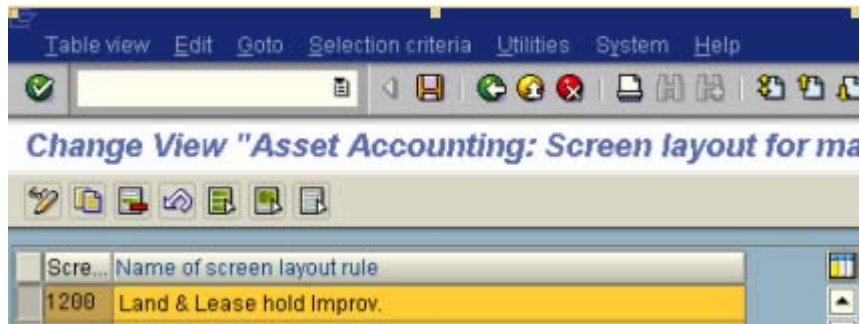 Table view Edit Goto Selection criteria Utilities System Help
Change View "Asset Accounting: Screen layout for ma
Scre... Name of screen layout rule
1200 Land & Lease hold Improv.